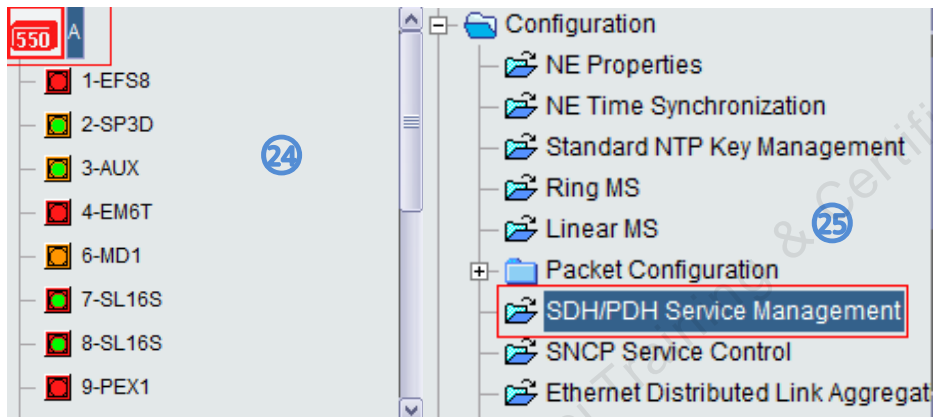 550 A
1-EFS8
2-SP3D
3-AUX
4-EM6T
6-MD1
7-SL16S
8-SL16S
9-PEX1
24
Configuration
NE Properties
NE Time Synchronization
Standard NTP Key Management
Ring MS
Linear MS
Packet Configuration
SDH/PDH Service Management
SNCP Service Control
Ethernet Distributed Link Aggregat
25
Training & Certifi